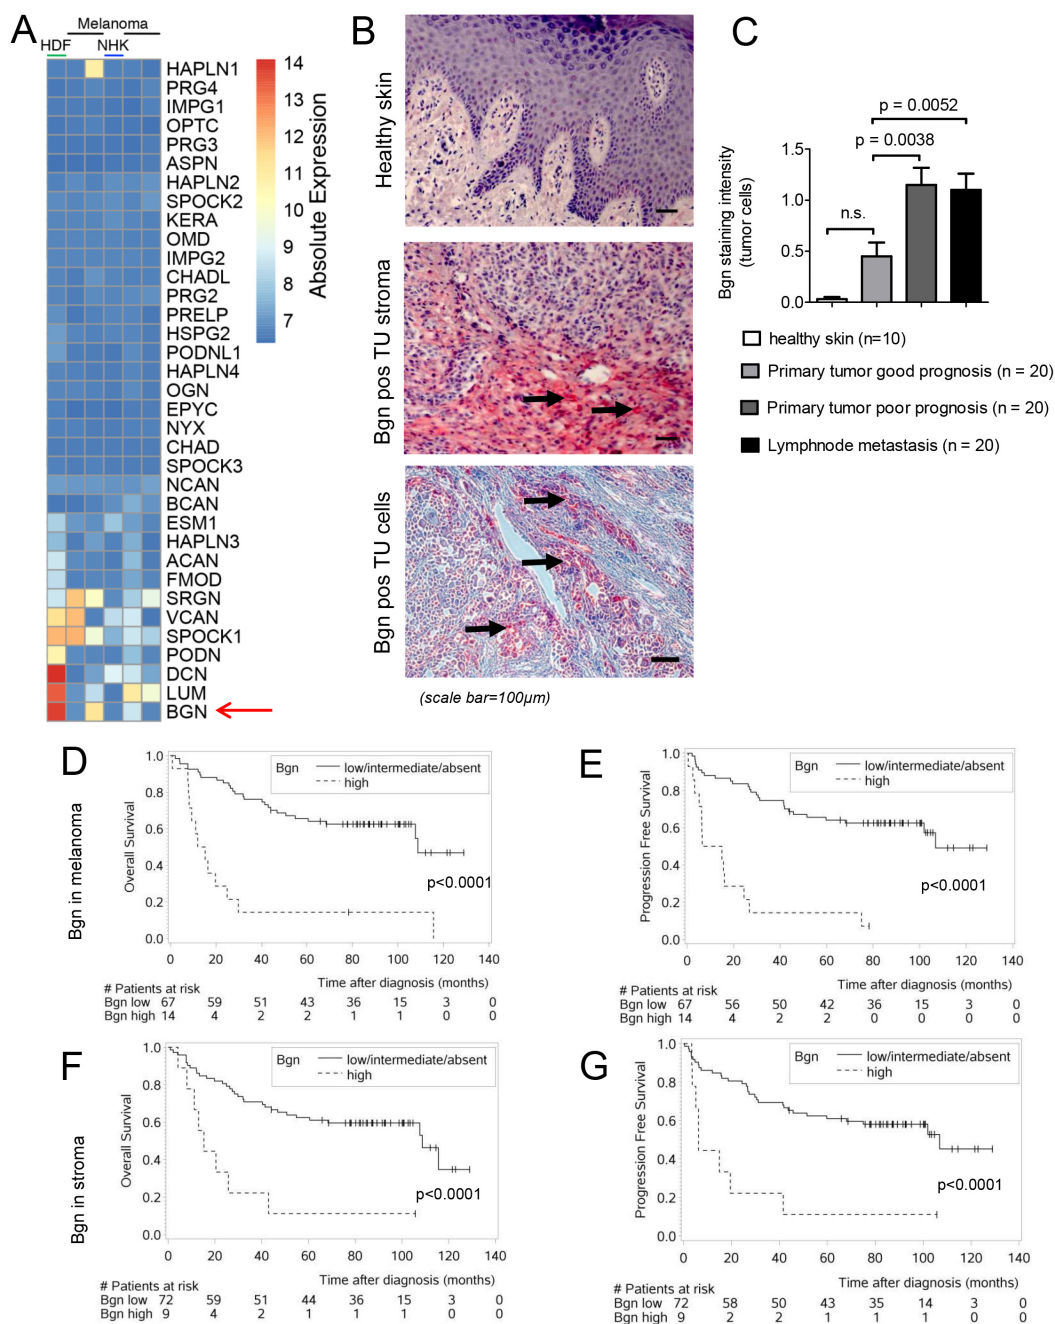 A
Melanoma
HDF
NHK
HAPLN1
PRG4
IMPG1
OPTC
PRG3
ASPN
HAPLN2
SPOCK2
KERA
OMD
IMPG2
CHADL
PRG2
PRELP
HSPG2
PODNL1
HAPLN4
OGN
EPYC
NYX
CHAD
SPOCK3
NCAN
BCAN
ESM1
HAPLN3
ACAN
FMOD
SRGN
VCAN
SPOCK1
PODN
DCN
LUM
BGN
14
13
12
11
10
9
8
7
Absolute Expression
B
Healthy skin
Bgn pos TU stroma
Bgn pos TU cells
(scale bar=100µm)
C
p = 0.0052
p = 0.0038
n.s.
Bgn staining intensity
(tumor cells)
1.5
1.0
0.5
0.0
healthy skin (n=10)
Primary tumor good prognosis (n = 20)
Primary tumor poor prognosis (n = 20)
Lymphnode metastasis (n = 20)
D
Bgn in melanoma
Overall Survival
1.0
0.8
0.6
0.4
0.2
0.0
Bgn low/intermediate/absent
high
p<0.0001
0 20 40 60 80 100 120 140
Time after diagnosis (months)
# Patients at risk
Bgn low 67 59 51 43 36 15 3 0
Bgn high 14 4 2 2 1 1 0 0
E
Progression Free Survival
1.0
0.8
0.6
0.4
0.2
0.0
Bgn low/intermediate/absent
high
p<0.0001
0 20 40 60 80 100 120 140
Time after diagnosis (months)
# Patients at risk
Bgn low 67 56 50 42 36 15 3 0
Bgn high 14 4 2 2 0 0 0 0
F
Bgn in stroma
Overall Survival
1.0
0.8
0.6
0.4
0.2
0.0
Bgn low/intermediate/absent
high
p<0.0001
0 20 40 60 80 100 120 140
Time after diagnosis (months)
# Patients at risk
Bgn low 72 59 51 44 36 15 3 0
Bgn high 9 4 2 1 1 1 0 0
G
Progression Free Survival
1.0
0.8
0.6
0.4
0.2
0.0
Bgn low/intermediate/absent
high
p<0.0001
0 20 40 60 80 100 120 140
Time after diagnosis (months)
# Patients at risk
Bgn low 72 58 50 43 35 14 3 0
Bgn high 9 2 2 1 1 1 0 0